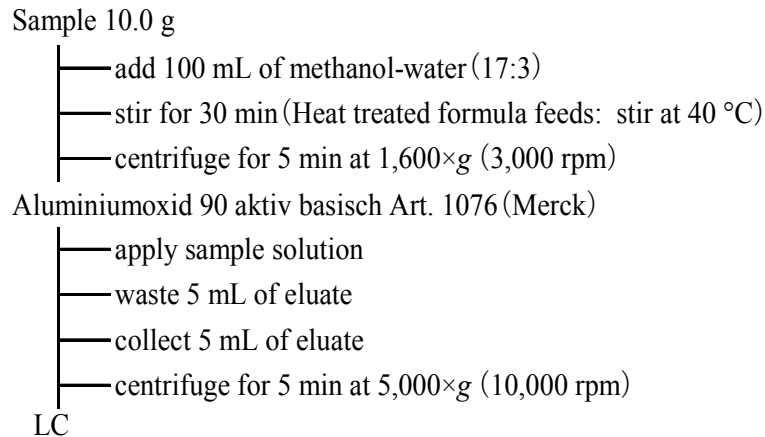 Sample 10.0 g
add 100 mL of methanol-water（17:3）
stir for 30 min（Heat treated formula feeds: stir at 40 °C）
centrifuge for 5 min at 1,600×g（3,000 rpm）
Aluminiumoxid 90 aktiv basisch Art. 1076（Merck）
apply sample solution
waste 5 mL of eluate
collect 5 mL of eluate
centrifuge for 5 min at 5,000×g（10,000 rpm）
LC